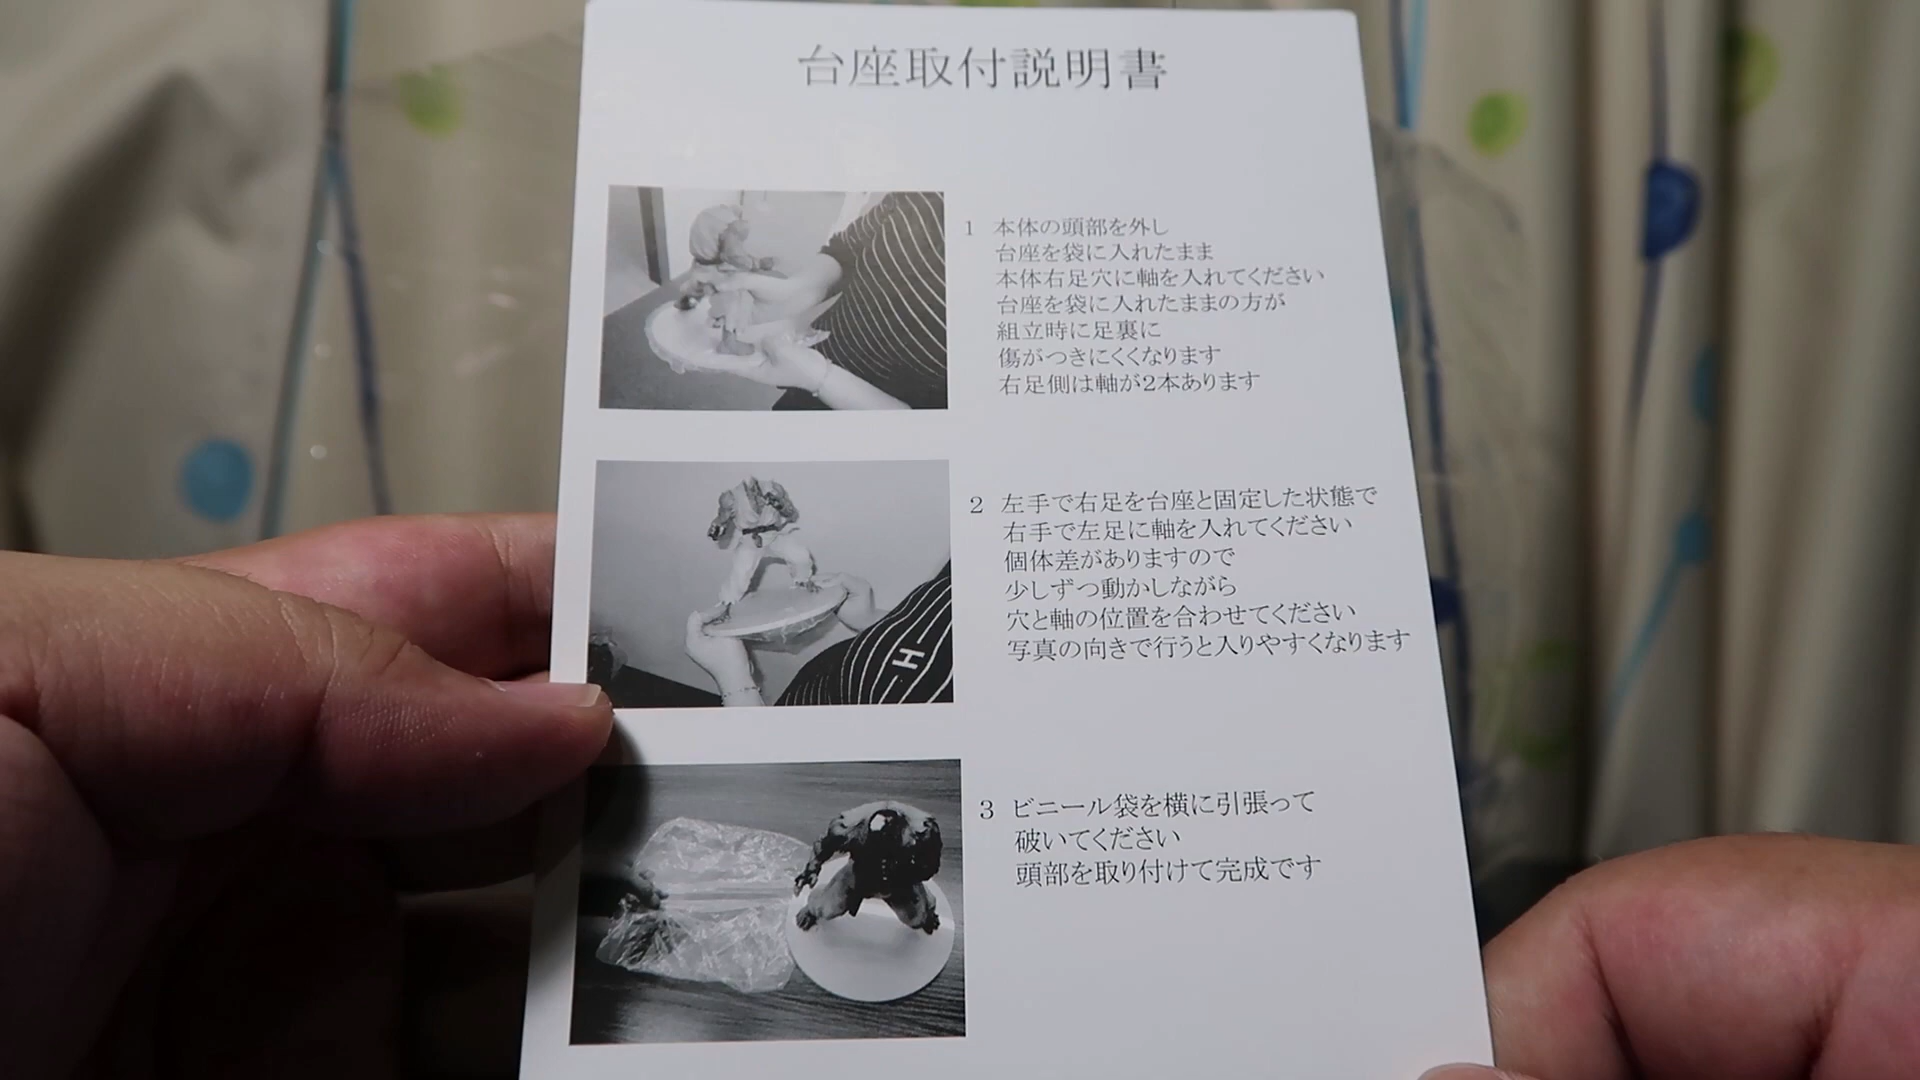 台座取付説明書
1 本体の頭部を外し
台座を袋に入れたまま
本体右足穴に軸を入れてください
台座を袋に入れたままの方が
組立時に足裏に
傷がつきにくくなります
右足側は軸が2本あります
2 左手で右足を台座と固定した状態で
右手で左足に軸を入れてください
個体差がありますので
少しずつ動かしながら
穴と軸の位置を合わせてください
写真の向きで行うと入りやすくなります
H
3 ビニール袋を横に引張って
破いてください
頭部を取り付けて完成です